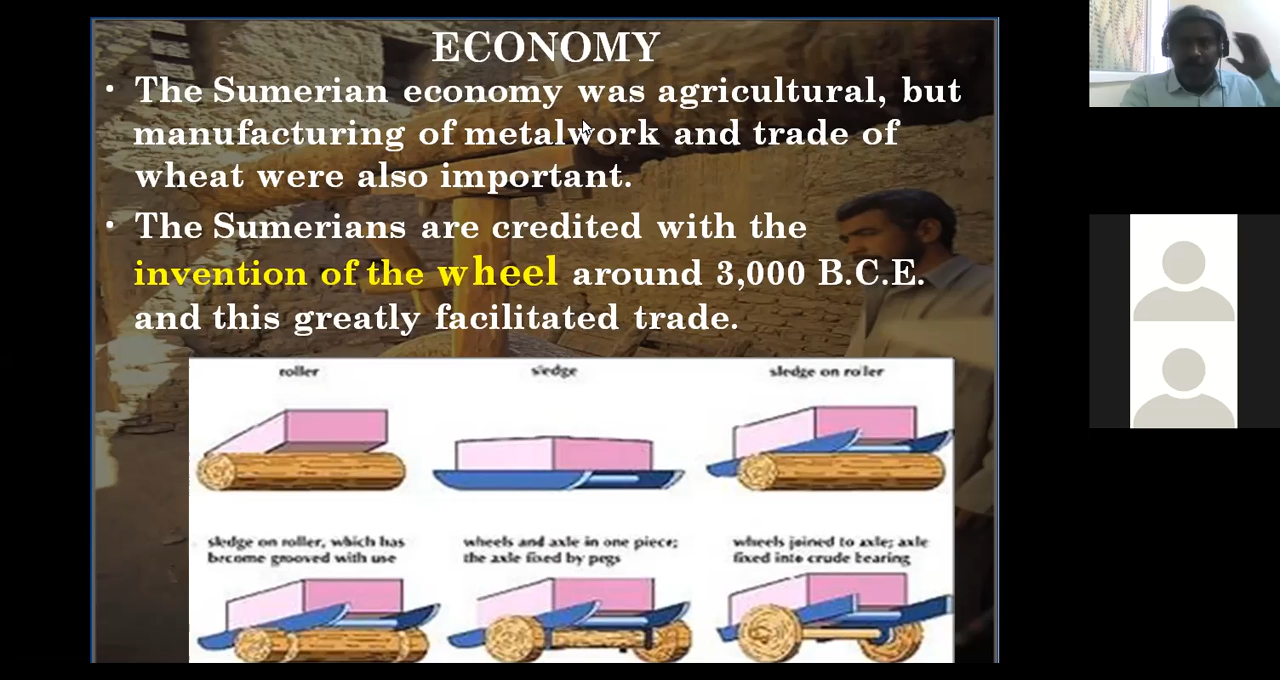 ECONOMY
• The Sumerian economy was agricultural, but
manufacturing of metalwork and trade of
wheat were also important.
• The Sumerians are credited with the
invention of the wheel around 3,000 B.C.E.
and this greatly facilitated trade.
roller sledge sledge on roller
sledge on roller, which has
become grooved with use
wheels and axle in one piece;
the axle fixed by pegs
wheels joined to axle; axle
fixed into crude bearing